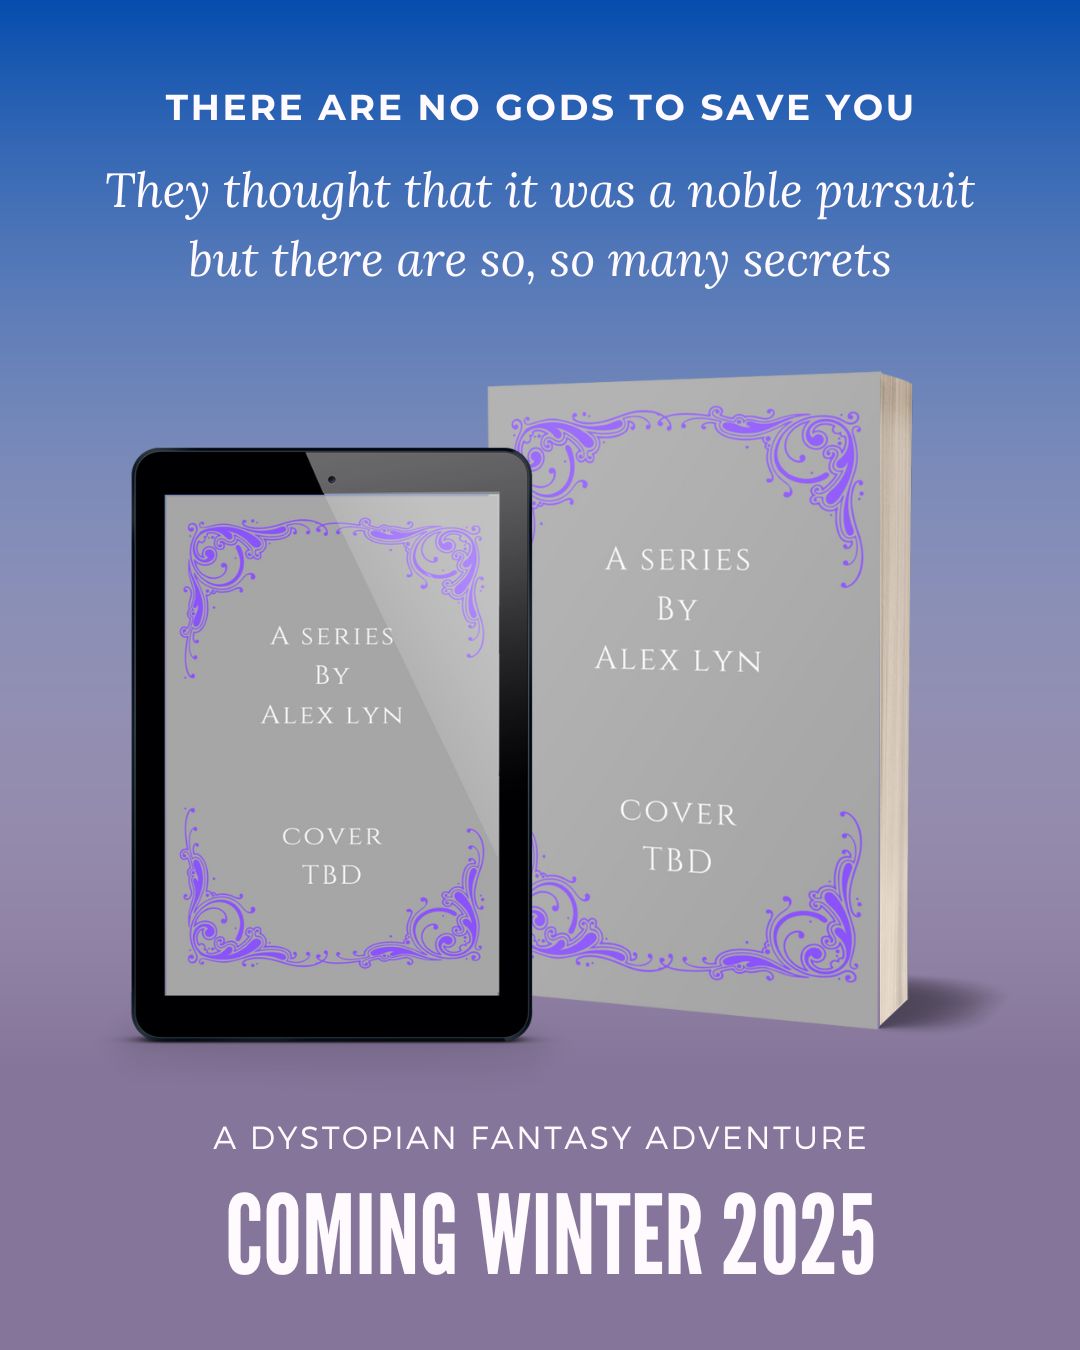 THERE ARE NO GODS TO SAVE YOU
They thought that it was a noble pursuit
but there are so, so many secrets
A SERIES
BY
ALEX LYN
COVER
TBD
A SERIES
BY
ALEX LYN
COVER
TBD
A DYSTOPIAN FANTASY ADVENTURE
COMING WINTER 2025